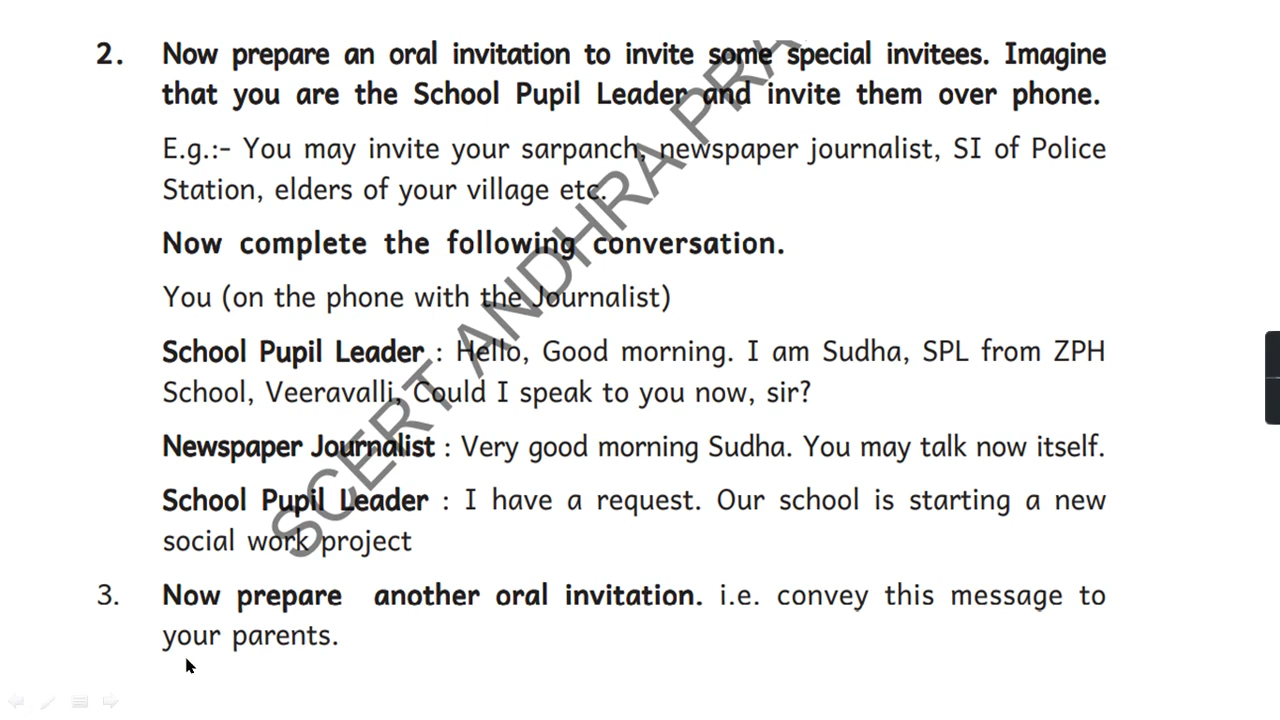 2. Now prepare an oral invitation to invite some special invitees. Imagine
that you are the School Pupil Leader and invite them over phone.
E.g.:- You may invite your sarpanch, newspaper journalist, SI of Police
Station, elders of your village etc.
Now complete the following conversation.
You (on the phone with the Journalist)
School Pupil Leader : Hello, Good morning. I am Sudha, SPL from ZPH
School, Veeravalli, Could I speak to you now, sir?
Newspaper Journalist : Very good morning Sudha. You may talk now itself.
School Pupil Leader : I have a request. Our school is starting a new
social work project
3. Now prepare another oral invitation. i.e. convey this message to
your parents.
SCERT ANDHRA PRA